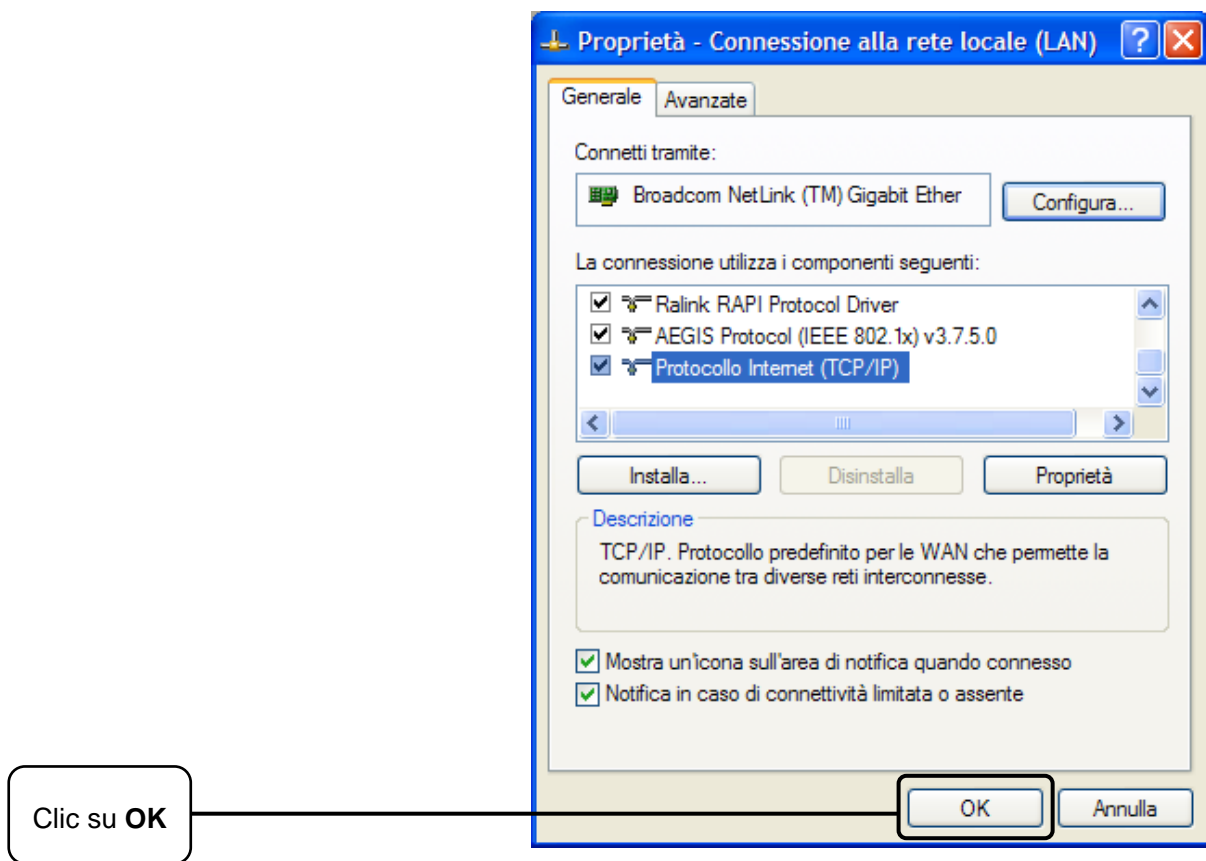 Proprietà - Connessione alla rete locale (LAN)
Generale
Avanzate
Connetti tramite:
Broadcom NetLink (TM) Gigabit Ether
Configura...
La connessione utilizza i componenti seguenti:
Ralink RAPI Protocol Driver
AEGIS Protocol (IEEE 802.1x) v3.7.5.0
Protocollo Internet (TCP/IP)
Installa...
Disinstalla
Proprietà
Descrizione
TCP/IP. Protocollo predefinito per le WAN che permette la
comunicazione tra diverse reti interconnesse.
Mostra un'icona sull'area di notifica quando connesso
Notifica in caso di connettività limitata o assente
Clic su OK
OK
Annulla